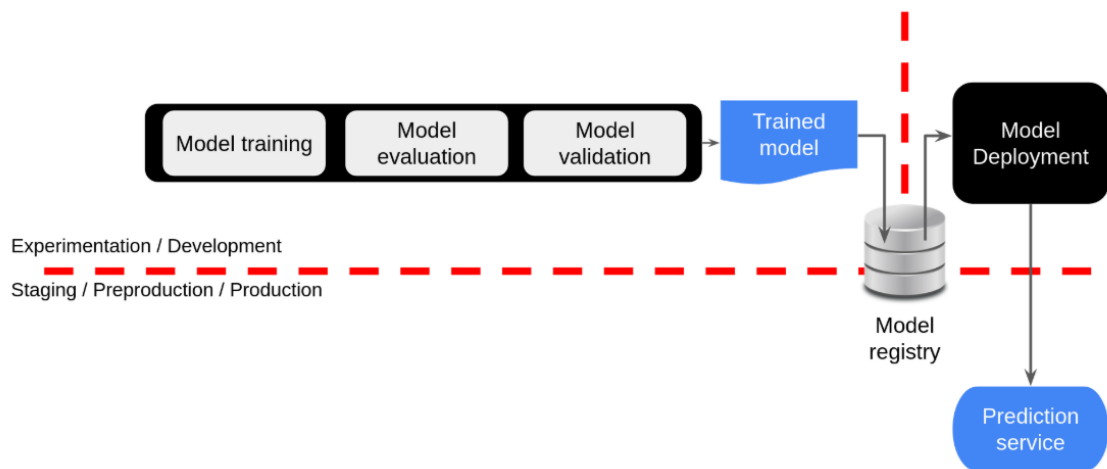 Model training
Model
evaluation
Model
validation
Trained
model
Model
Deployment
Experimentation / Development
Staging / Preproduction / Production
Model
registry
Prediction
service